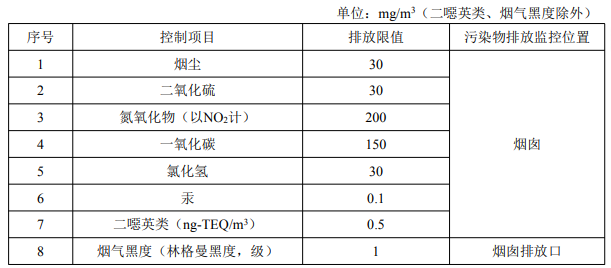 单位：mg/m³（二噁英类、烟气黑度除外）
序号 控制项目 排放限值 污染物排放监控位置
1 烟尘 30
2 二氧化硫 30
3 氮氧化物（以NO₂计） 200
4 一氧化碳 150 烟囱
5 氯化氢 30
6 汞 0.1
7 二噁英类（ng-TEQ/m³） 0.5
8 烟气黑度（林格曼黑度，级） 1 烟囱排放口